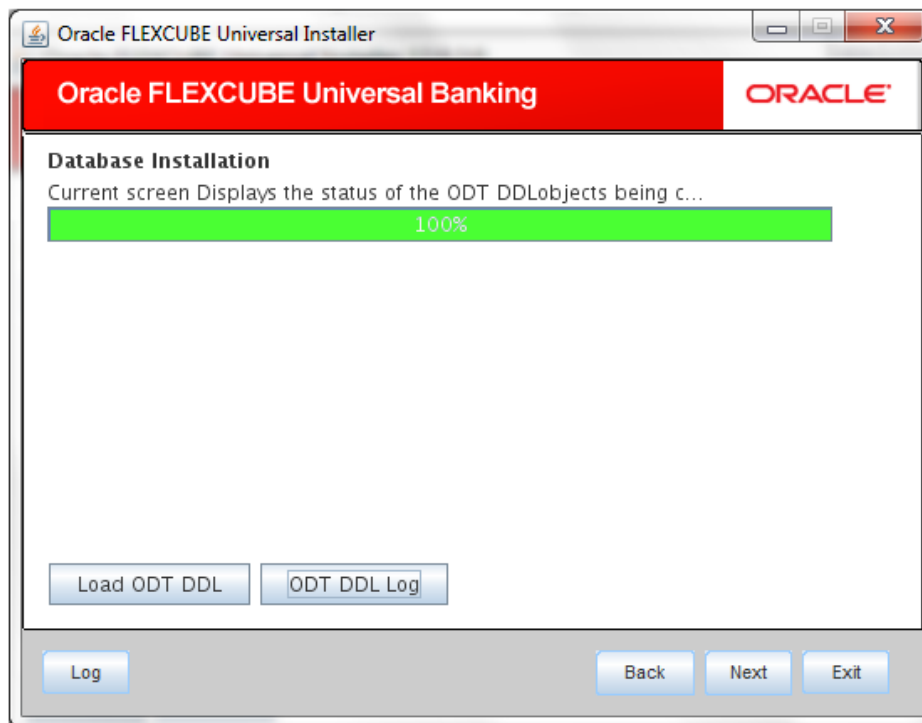 Oracle FLEXCUBE Universal Installer
Oracle FLEXCUBE Universal Banking
ORACLE
Database Installation
Current screen Displays the status of the ODT DDLobjects being c...
100%
Load ODT DDL
ODT DDL Log
Log
Back
Next
Exit